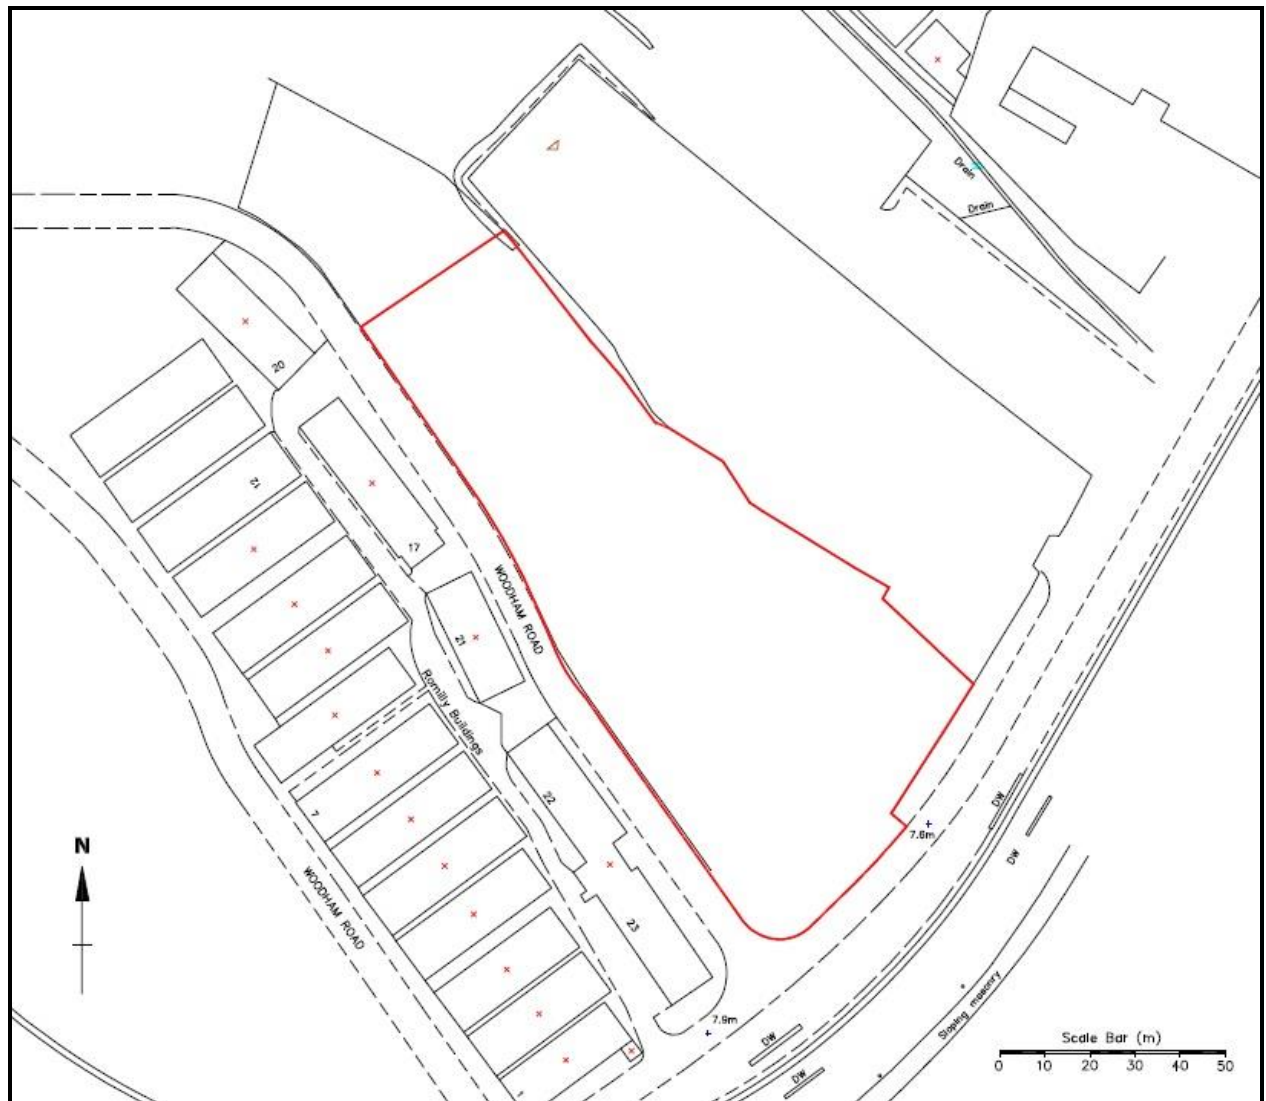 Drain
Drain
20
12
17
WOODHAM ROAD
21
Romilly Buildings
22
7
DW
7.6m
DW
N
WOODHAM ROAD
23
7.9m
Sloping masonry
DW
DW
Scale Bar (m)
0 10 20 30 40 50